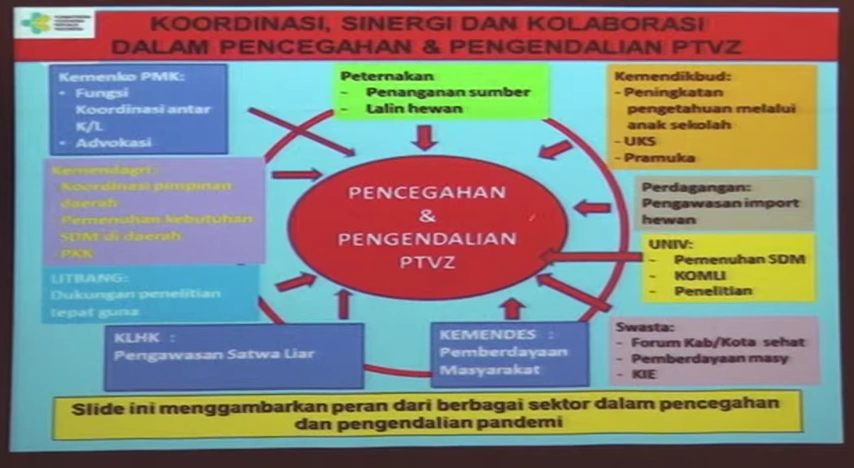 KEMENTERIAN
KESEHATAN
REPUBLIK
INDONESIA
KOORDINASI, SINERGI DAN KOLABORASI
DALAM PENCEGAHAN & PENGENDALIAN PTVZ
Kemenko PMK:
• Fungsi
Koordinasi antar
K/L
• Advokasi
Peternakan
- Penanganan sumber
- Lalin hewan
Kemendikbud:
-Peningkatan
pengetahuan melalui
anak sekolah
-UKS
-Pramuka
Kemendagri :
- Koordinasi pimpinan
daerah
- Pemenuhan kebutuhan
SDM di daerah
- PKK
PENCEGAHAN
&
PENGENDALIAN
PTVZ
Perdagangan:
Pengawasan import
hewan
UNIV:
- Pemenuhan SDM
- KOMLI
- Penelitian
LITBANG:
Dukungan penelitian
tepat guna
KLHK :
Pengawasan Satwa Liar
KEMENDES :
Pemberdayaan
Masyarakat
Swasta:
- Forum Kab/Kota sehat
- Pemberdayaan masy
- KIE
Slide ini menggambarkan peran dari berbagai sektor dalam pencegahan
dan pengendalian pandemi